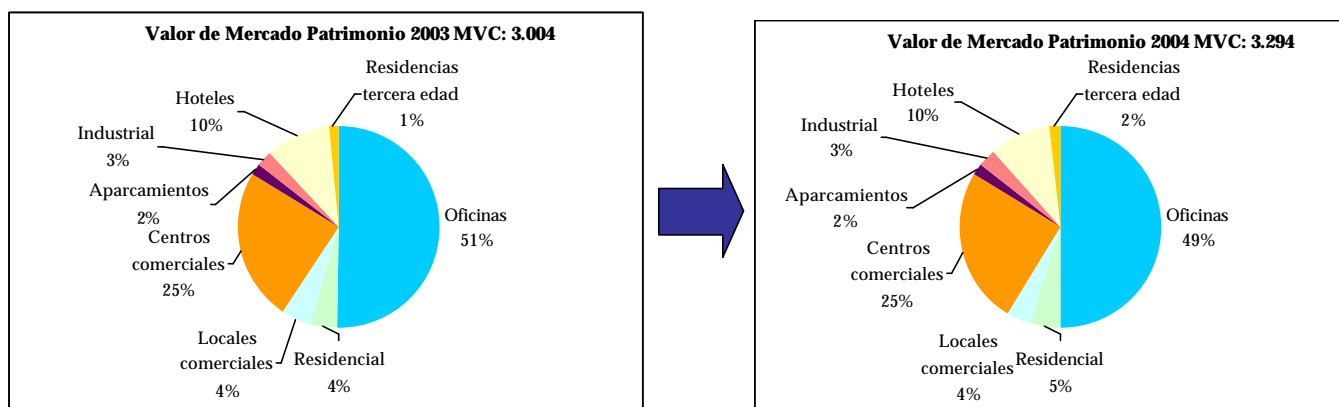 Valor de Mercado Patrimonio 2003 MVC: 3.004
Residencias
tercera edad
1%
Hoteles
10%
Industrial
3%
Aparcamientos
2%
Centros
comerciales
25%
Locales
comerciales
4%
Residencial
4%
Oficinas
51%
Valor de Mercado Patrimonio 2004 MVC: 3.294
Residencias
tercera edad
2%
Hoteles
10%
Industrial
3%
Aparcamientos
2%
Centros
comerciales
25%
Locales
comerciales
4%
Residencial
5%
Oficinas
49%